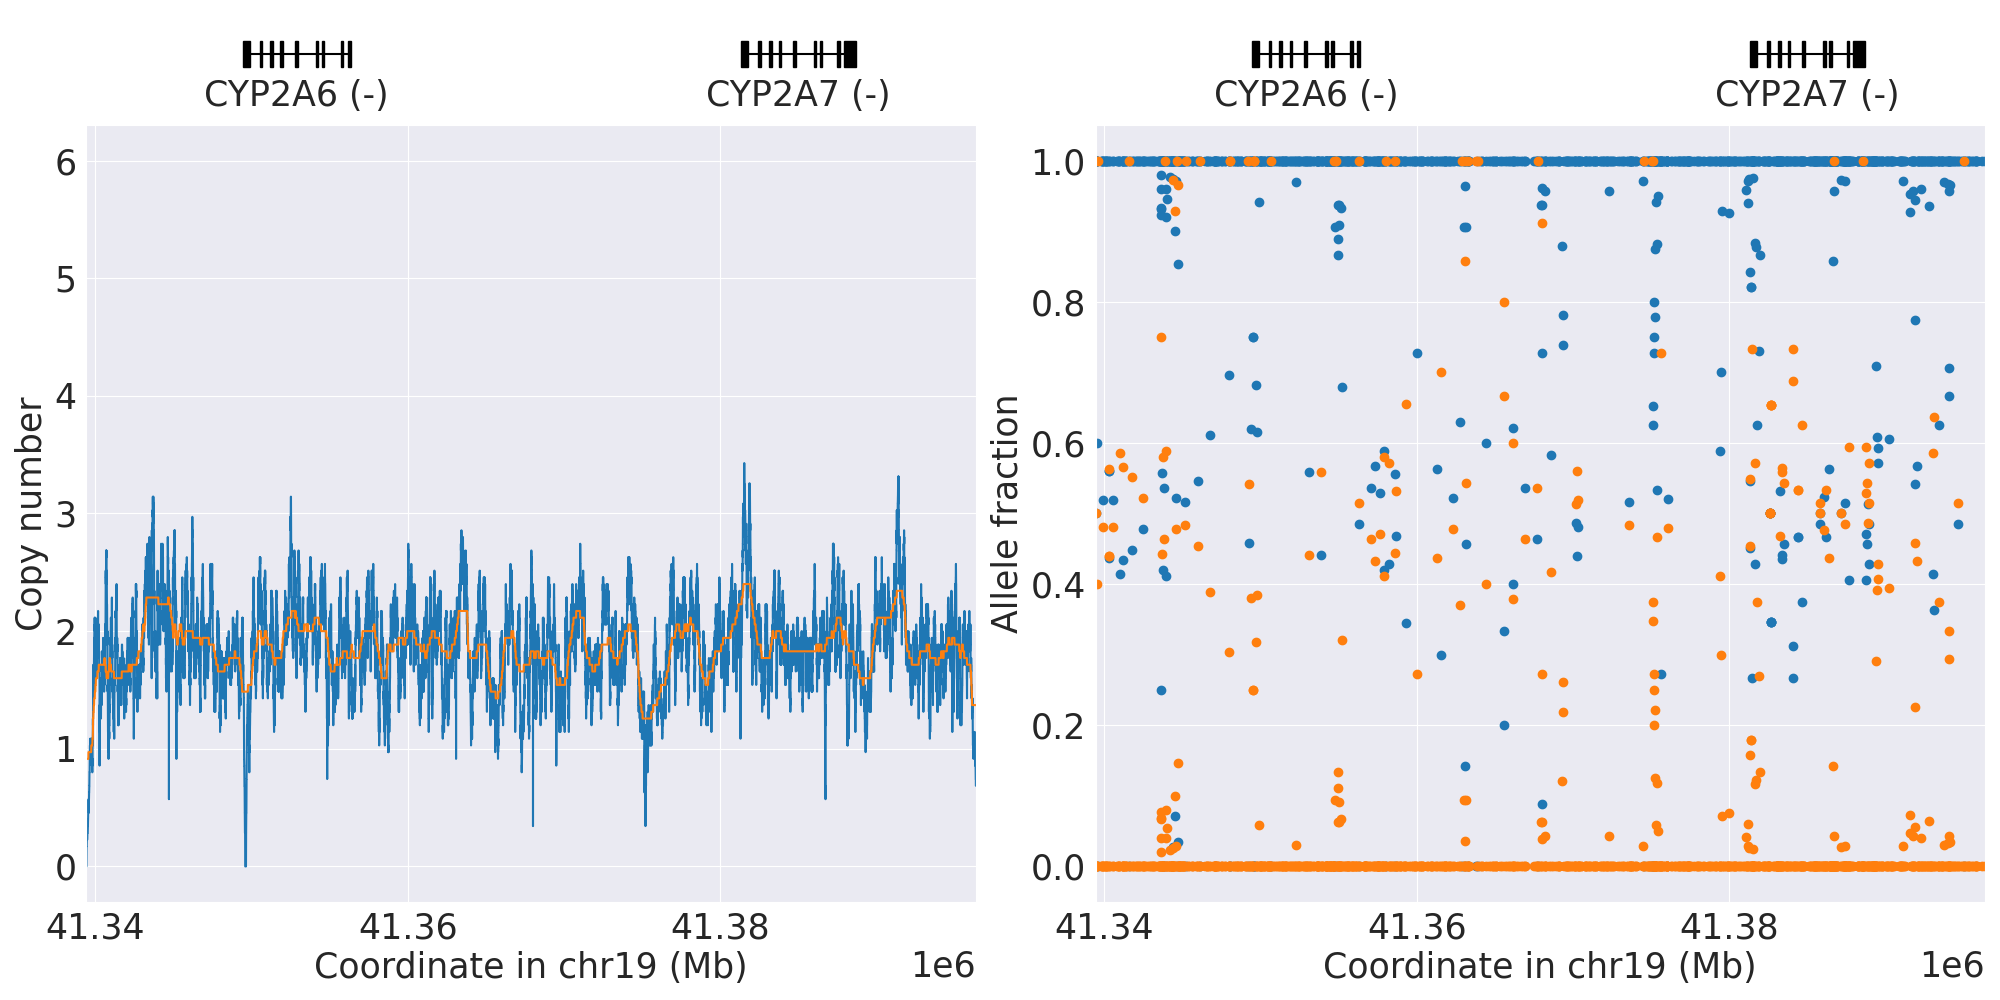 CYP2A6 (-)
CYP2A7 (-)
6
5
4
3
2
1
0
Copy number
41.34
41.36
41.38
Coordinate in chr19 (Mb)
1e6
CYP2A6 (-)
CYP2A7 (-)
1.0
0.8
0.6
0.4
0.2
0.0
Allele fraction
41.34
41.36
41.38
Coordinate in chr19 (Mb)
1e6